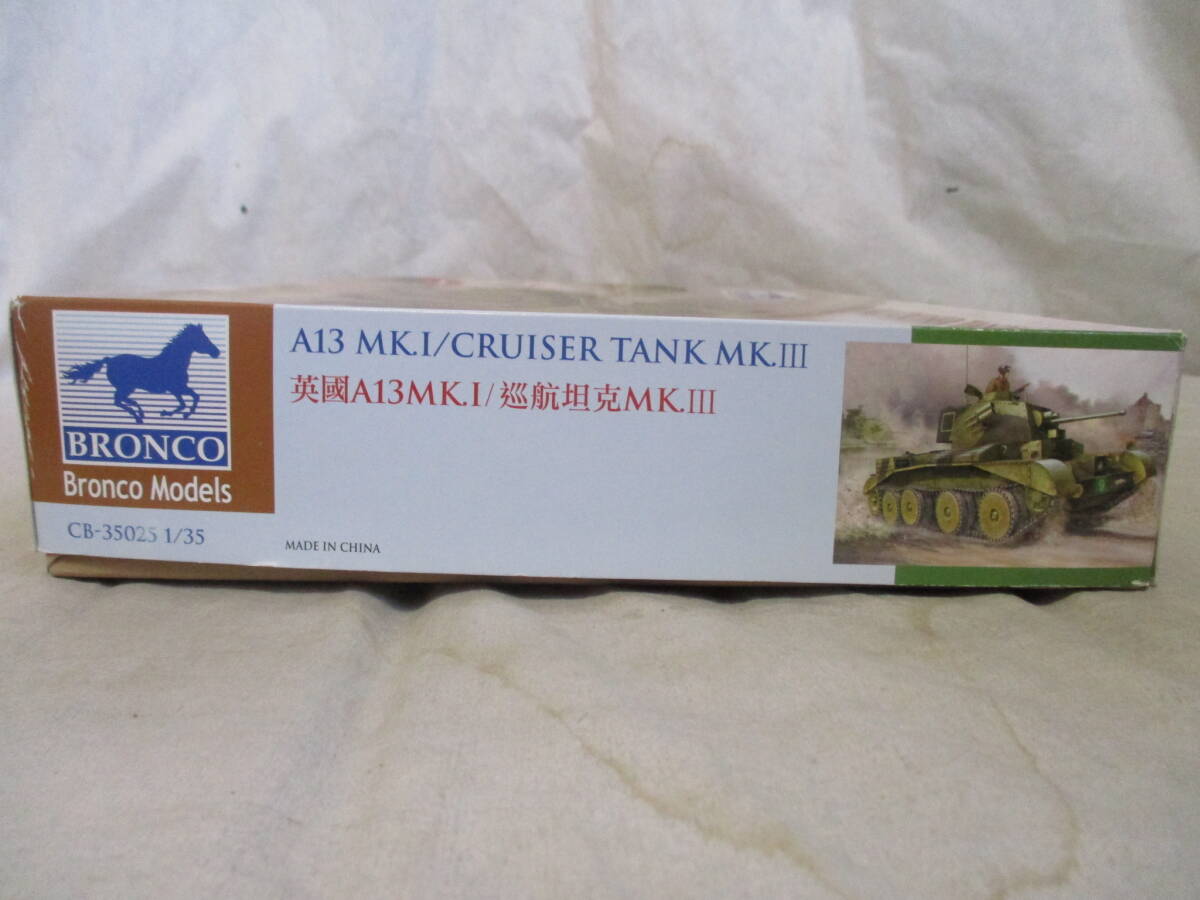 BRONCO
Bronco Models
CB-35025 1/35
A13 MK.I/CRUISER TANK MK.III
英國A13MK.I/巡航坦克MK.III
MADE IN CHINA